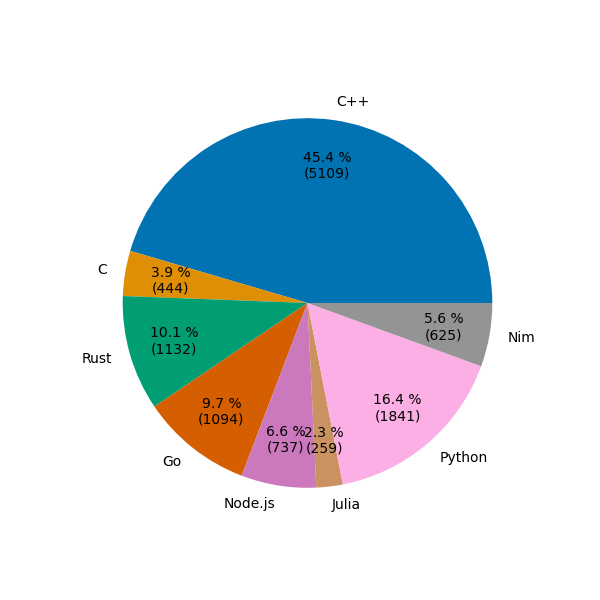 C++
45.4 %
(5109)
C
3.9 %
(444)
Rust
10.1 %
(1132)
Go
9.7 %
(1094)
Node.js
6.6 %
(737)
Julia
2.3 %
(259)
Python
16.4 %
(1841)
Nim
5.6 %
(625)